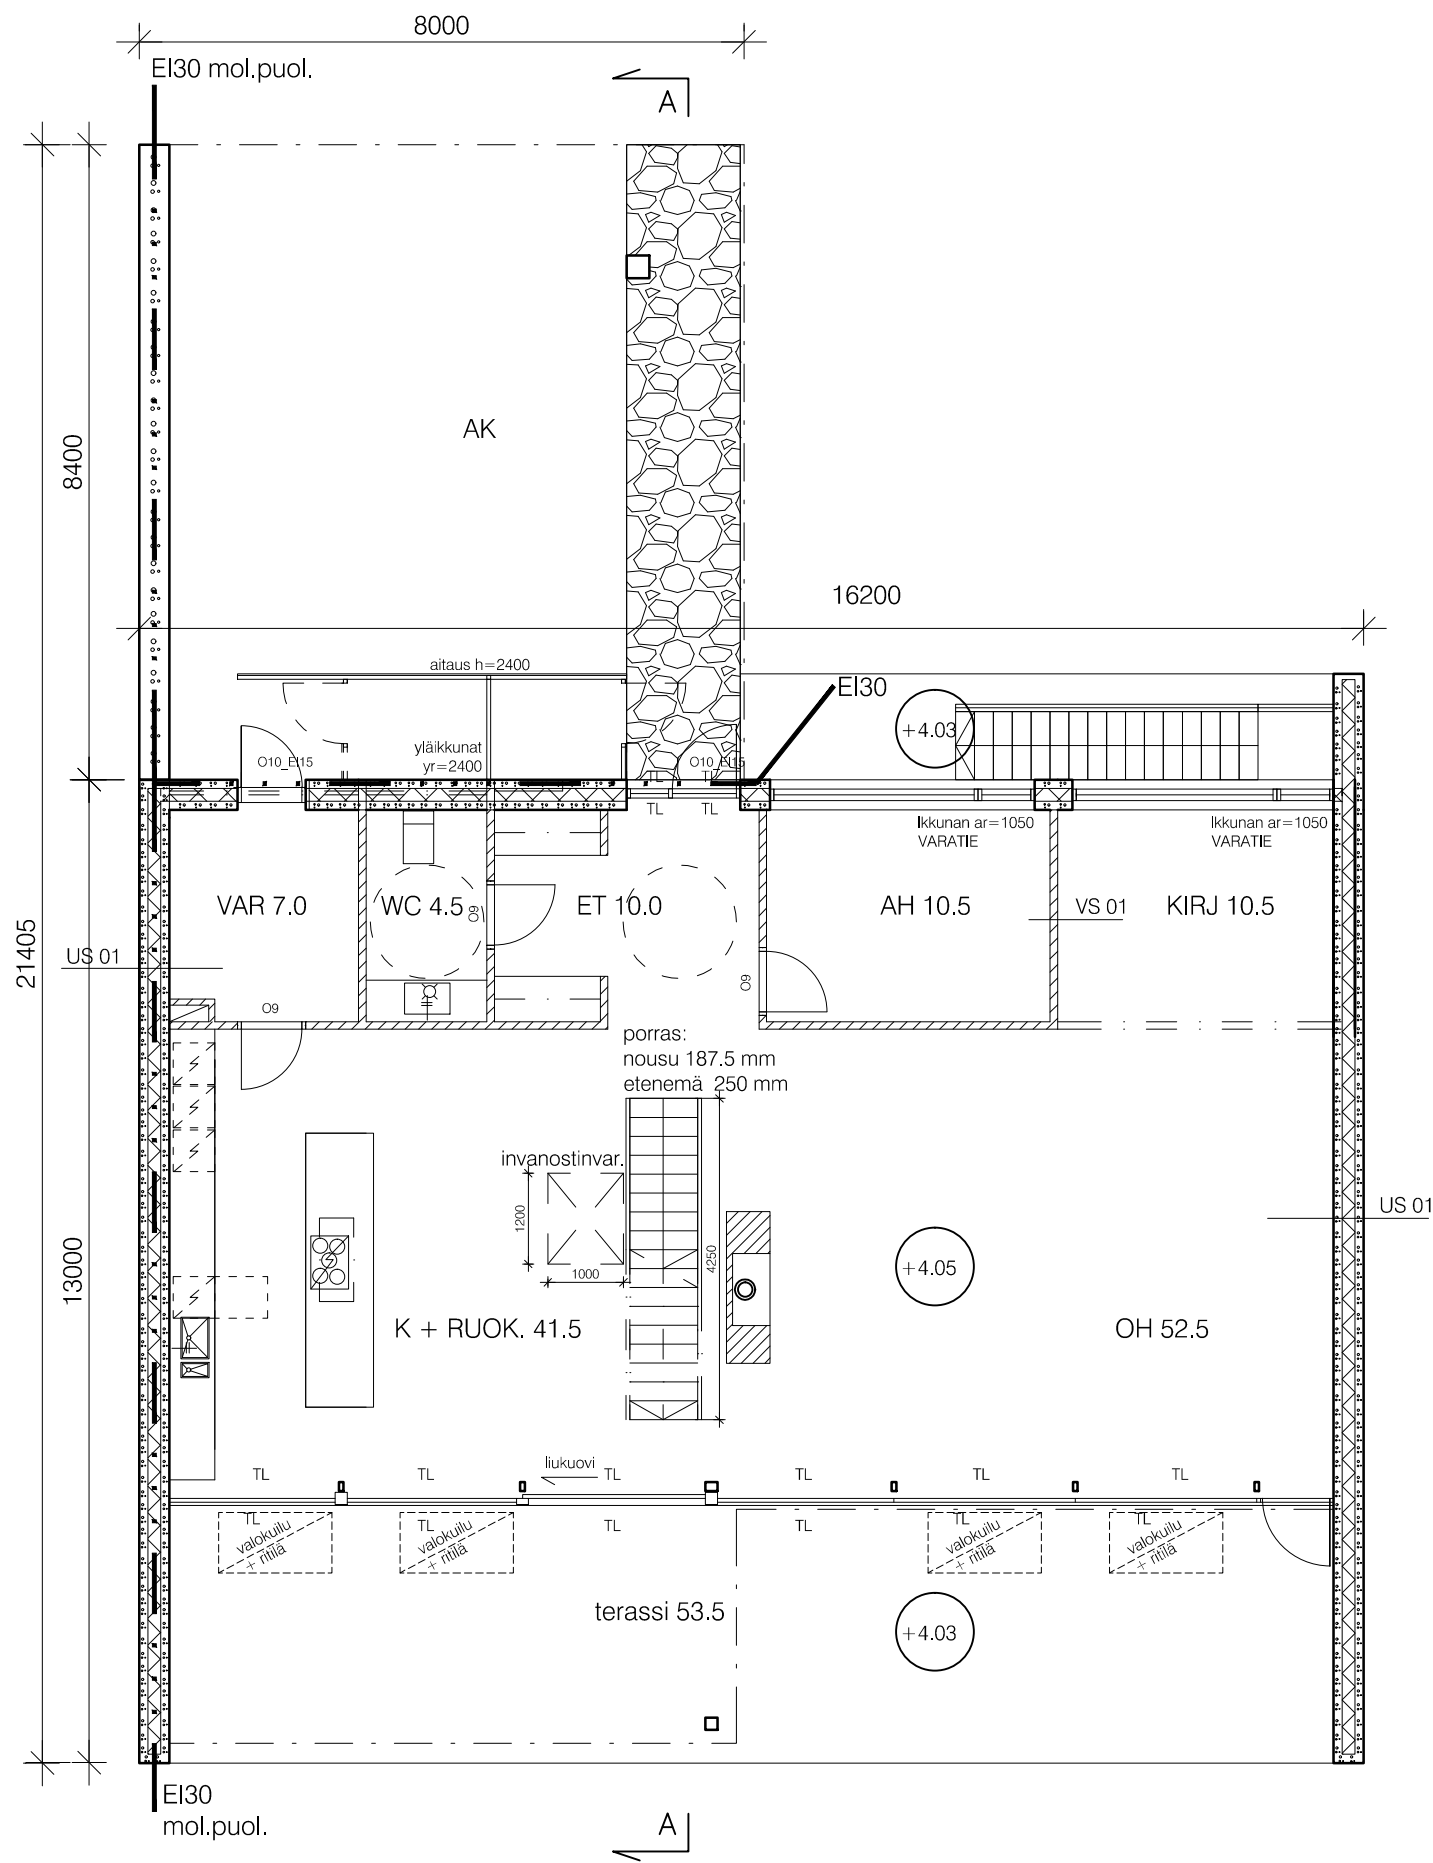 8000
EI30 mol.puol.
A
8400
AK
16200
aitaus h=2400
EI30
+4.03
yläikkunat
yr=2400
O10_EI15
O10_EI15
TL
TL
TL
TL
Ikkunan ar=1050
VARATIE
Ikkunan ar=1050
VARATIE
VAR 7.0
WC 4.5
O9
ET 10.0
AH 10.5
VS 01
KIRJ 10.5
21405
US 01
O9
O9
porras:
nousu 187.5 mm
etenemä 250 mm
invanostinvar.
1200
1000
4250
US 01
13000
+4.05
K + RUOK. 41.5
OH 52.5
TL
TL
liukuovi
TL
TL
TL
TL
TL
valokuilu
+ ritilä
TL
valokuilu
+ ritilä
TL
TL
valokuilu
+ ritilä
TL
valokuilu
+ ritilä
terassi 53.5
+4.03
EI30
mol.puol.
A